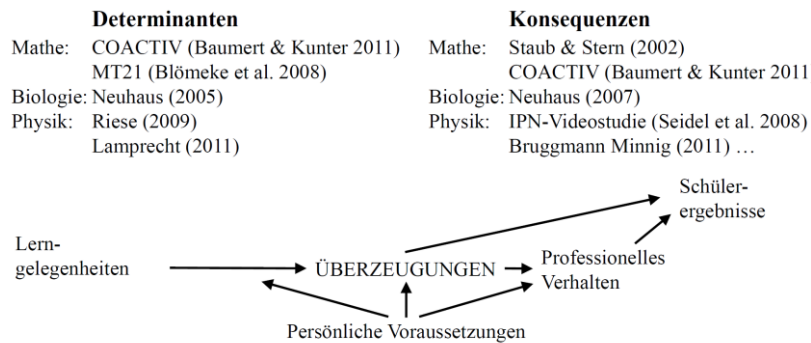 Determinanten
Mathe: COACTIV (Baumert & Kunter 2011)
MT21 (Blömeke et al. 2008)
Biologie: Neuhaus (2005)
Physik: Riese (2009)
Lamprecht (2011)
Konsequenzen
Mathe: Staub & Stern (2002)
COACTIV (Baumert & Kunter 2011
Biologie: Neuhaus (2007)
Physik: IPN-Videostudie (Seidel et al. 2008)
Bruggmann Minnig (2011) …
Schüler-
ergebnisse
Lern-
gelegenheiten
ÜBERZEUGUNGEN
Professionelles
Verhalten
Persönliche Voraussetzungen